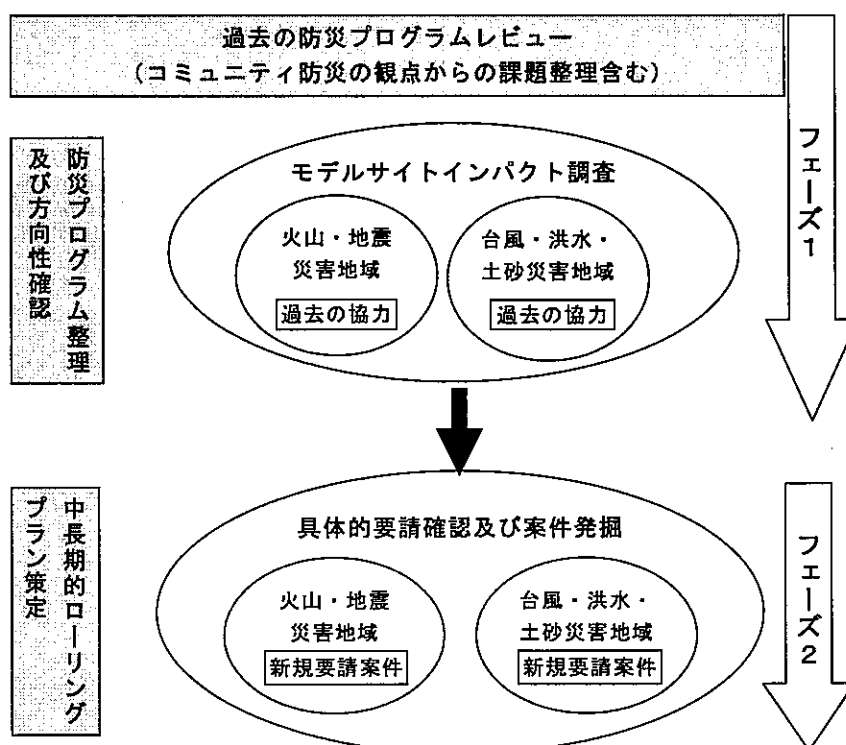 過去の防災プログラムレビュー
(コミュニティ防災の観点からの課題整理含む)
フェーズ1
防災プログラム整理
及び方向性確認
モデルサイトインパクト調査
火山・地震
災害地域
過去の協力
台風・洪水・
土砂災害地域
過去の協力
中長期的ローリング
プラン策定
具体的要請確認及び案件発掘
火山・地震
災害地域
新規要請案件
台風・洪水・
土砂災害地域
新規要請案件
フェーズ2